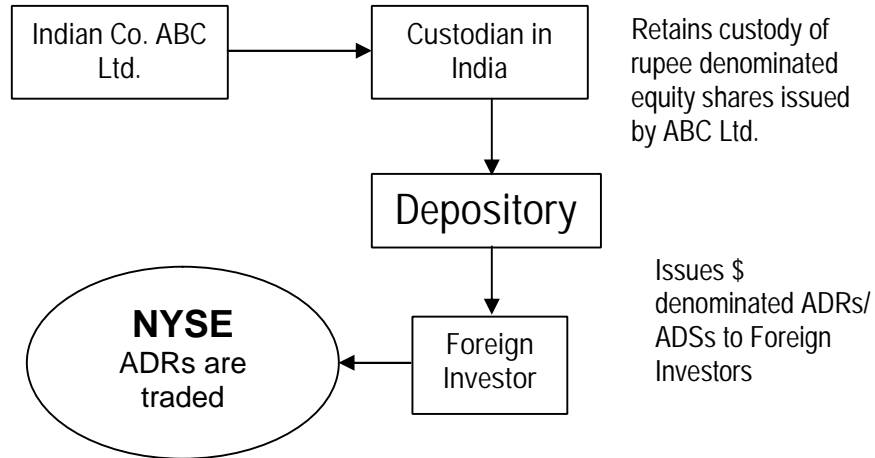 Indian Co. ABC
Ltd.
Custodian in
India
Retains custody of
rupee denominated
equity shares issued
by ABC Ltd.
Depository
Issues $
denominated ADRs/
ADSs to Foreign
Investors
NYSE
ADRs are
traded
Foreign
Investor